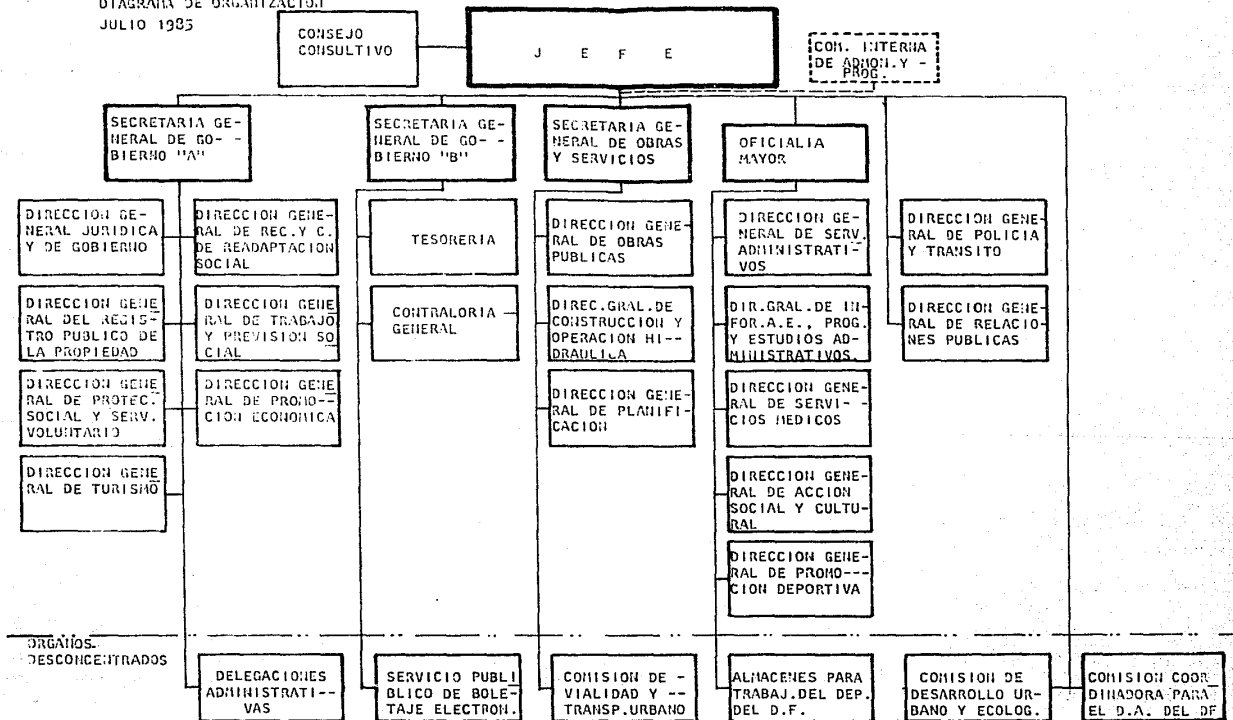 DIAGRAMA DE ORGANIZACION
JULIO 1985
CONSEJO
CONSULTIVO
J E F E
COM. INTERNA
DE ADMON.Y -
PROG.
SECRETARIA GE-
NERAL DE GO- -
BIERNO "A"
SECRETARIA GE-
NERAL DE GO- -
BIERNO "B"
SECRETARIA GE-
NERAL DE OBRAS
Y SERVICIOS
OFICIALIA
MAYOR
DIRECCION GE-
NERAL JURIDICA
Y DE GOBIERNO
DIRECCION GENE-
RAL DE REC.Y C.
DE READAPTACION
SOCIAL
TESORERIA
DIRECCION GENE-
RAL DE OBRAS
PUBLICAS
DIRECCION GE-
NERAL DE SERV.
ADMINISTRATI-
VOS
DIRECCION GENE-
RAL DE POLICIA
Y TRANSITO
DIRECCION GENE
RAL DEL REGIS-
TRO PUBLICO DE
LA PROPIEDAD
DIRECCION GENE
RAL DE TRABAJO
Y PREVISION SO
CIAL
CONTRALORIA
GENERAL
DIREC.GRAL.DE
CONSTRUCCION Y
OPERACION HI--
DRAULICA
DIR.GRAL.DE IN-
FOR.A.E., PROG.
Y ESTUDIOS AD-
MINISTRATIVOS.
DIRECCION GENE-
RAL DE RELACIO-
NES PUBLICAS
DIRECCION GENE
RAL DE PROTEC.
SOCIAL Y SERV.
VOLUNTARIO
DIRECCION GENE
RAL DE PROMO--
CION ECONOMICA
DIRECCION GENE-
RAL DE PLANIFI-
CACION
DIRECCION GENE-
RAL DE SERVI- -
CIOS MEDICOS
DIRECCION GENE
RAL DE TURISMO
DIRECCION GENE-
RAL DE ACCION
SOCIAL Y CULTU-
RAL
DIRECCION GENE-
RAL DE PROMO---
CION DEPORTIVA
ORGANOS
DESCONCENTRADOS
DELEGACIONES
ADMINISTRATI--
VAS
SERVICIO PUBLI
BLICO DE BOLE-
TAJE ELECTRON.
COMISION DE -
VIALIDAD Y --
TRANSP.URBANO
ALMACENES PARA
TRABAJ.DEL DEP.
DEL D.F.
COMISION DE
DESARROLLO UR-
BANO Y ECOLOG.
COMISION COOR
DINADORA PARA
EL D.A. DEL DF